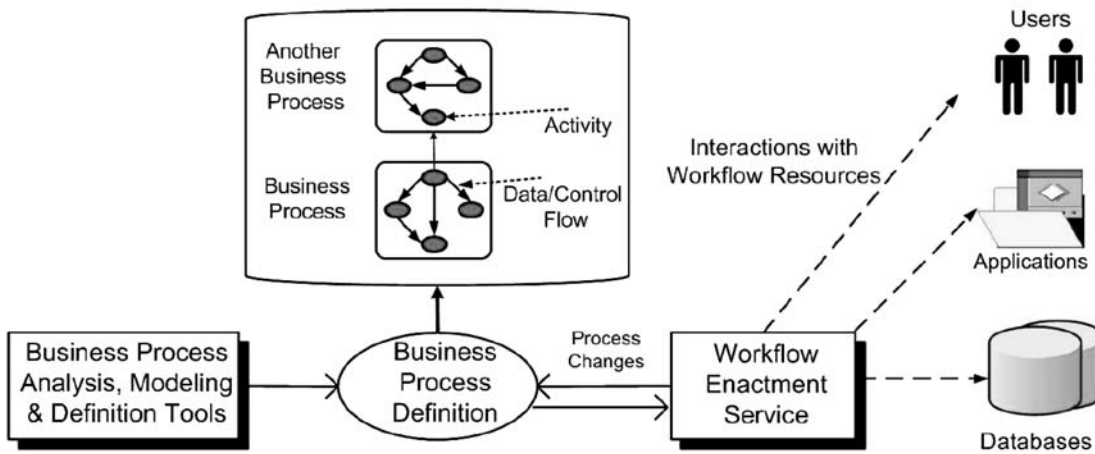 Another
Business
Process
Activity
Business
Process
Data/Control
Flow
Users
Interactions with
Workflow Resources
Applications
Business Process
Analysis, Modeling
& Definition Tools
Business
Process
Definition
Process
Changes
Workflow
Enactment
Service
Databases